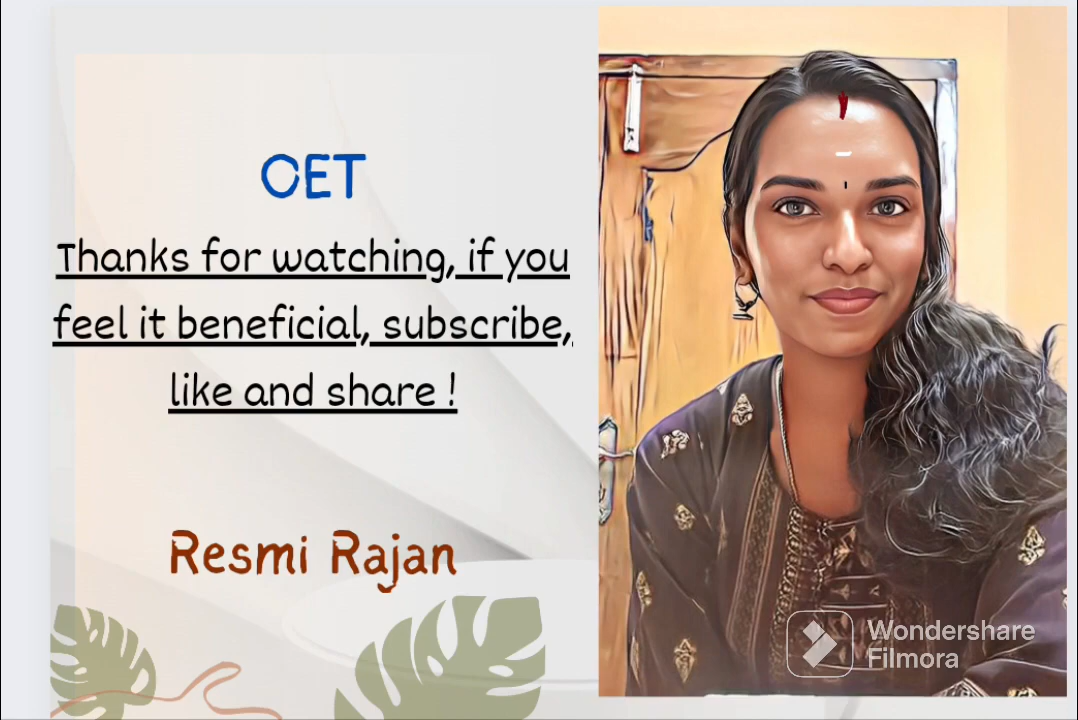 CET
Thanks for watching, if you
feel it beneficial, subscribe,
like and share !
Resmi Rajan
Wondershare
Filmora